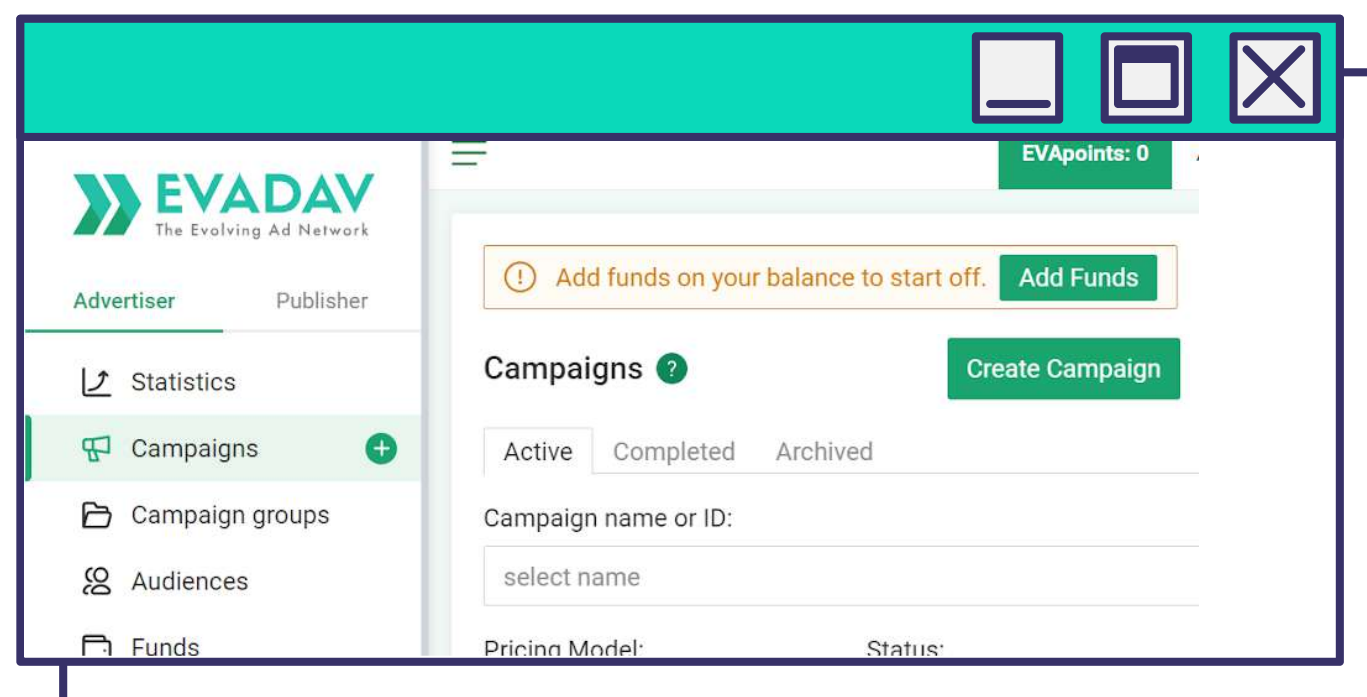 EVADAV
The Evolving Ad Network
Advertiser Publisher
Statistics
Campaigns
Campaign groups
Audiences
Funds
EVApoints: 0
Add funds on your balance to start off. Add Funds
Campaigns ? Create Campaign
Active Completed Archived
Campaign name or ID:
select name
Pricing Model: Status: